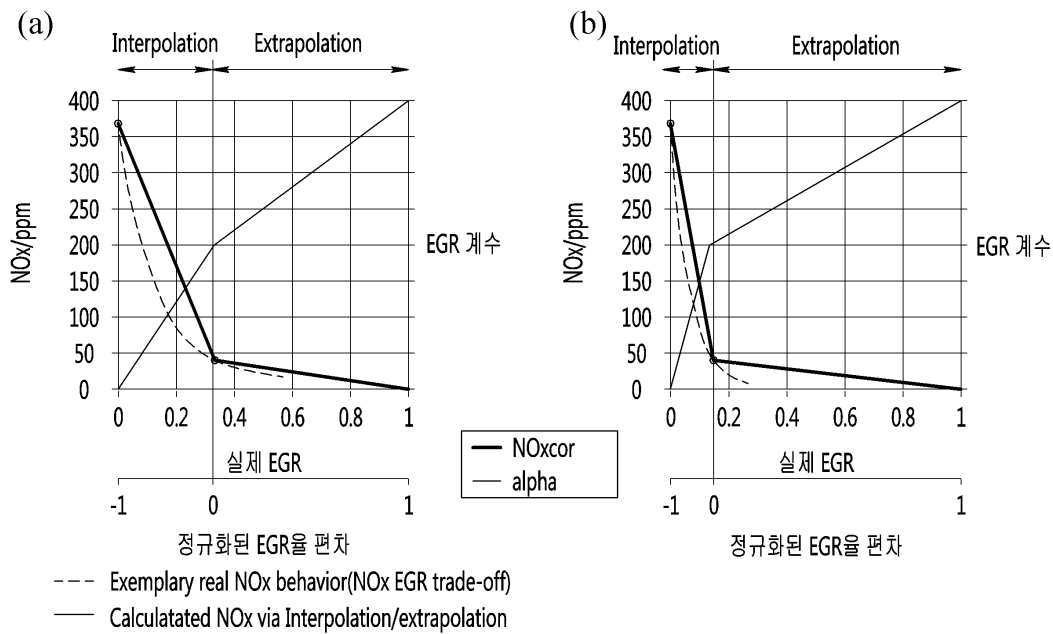 (a)
Interpolation Extrapolation
400
350
300
250
200
150
100
50
0
NOx/ppm
EGR 계수
0 0.2 0.4 0.6 0.8 1
실제 EGR
-1 0 1
정규화된 EGR율 편차
(b)
Interpolation Extrapolation
400
350
300
250
200
150
100
50
0
NOx/ppm
EGR 계수
0 0.2 0.4 0.6 0.8 1
실제 EGR
-1 0 1
정규화된 EGR율 편차
NOxcor
alpha
Exemplary real NOx behavior(NOx EGR trade-off)
Calculatated NOx via Interpolation/extrapolation